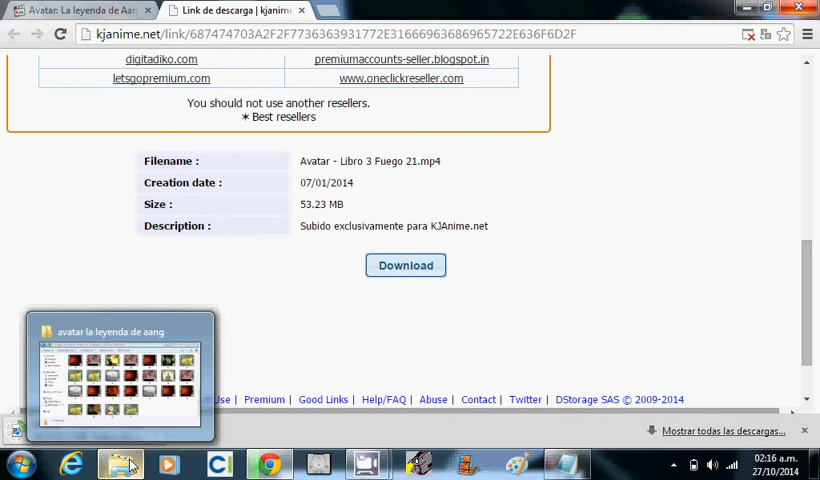 Avatar: La leyenda de Aan
Link de descarga | kjanime.
kjanime.net/link/687474703A2F2F7736363931772E31666963686965722E636F6D2F
digitadiko.com
premiumaccounts-seller.blogspot.in
letsgopremium.com
www.oneclickreseller.com
You should not use another resellers.
✶ Best resellers
Filename : Avatar - Libro 3 Fuego 21.mp4
Creation date : 07/01/2014
Size : 53.23 MB
Description : Subido exclusivamente para KJAnime.net
Download
avatar la leyenda de aang
Use | Premium | Good Links | Help/FAQ | Abuse | Contact | Twitter | DStorage SAS © 2009-2014
Mostrar todas las descargas...
CI
02:16 a.m.
27/10/2014